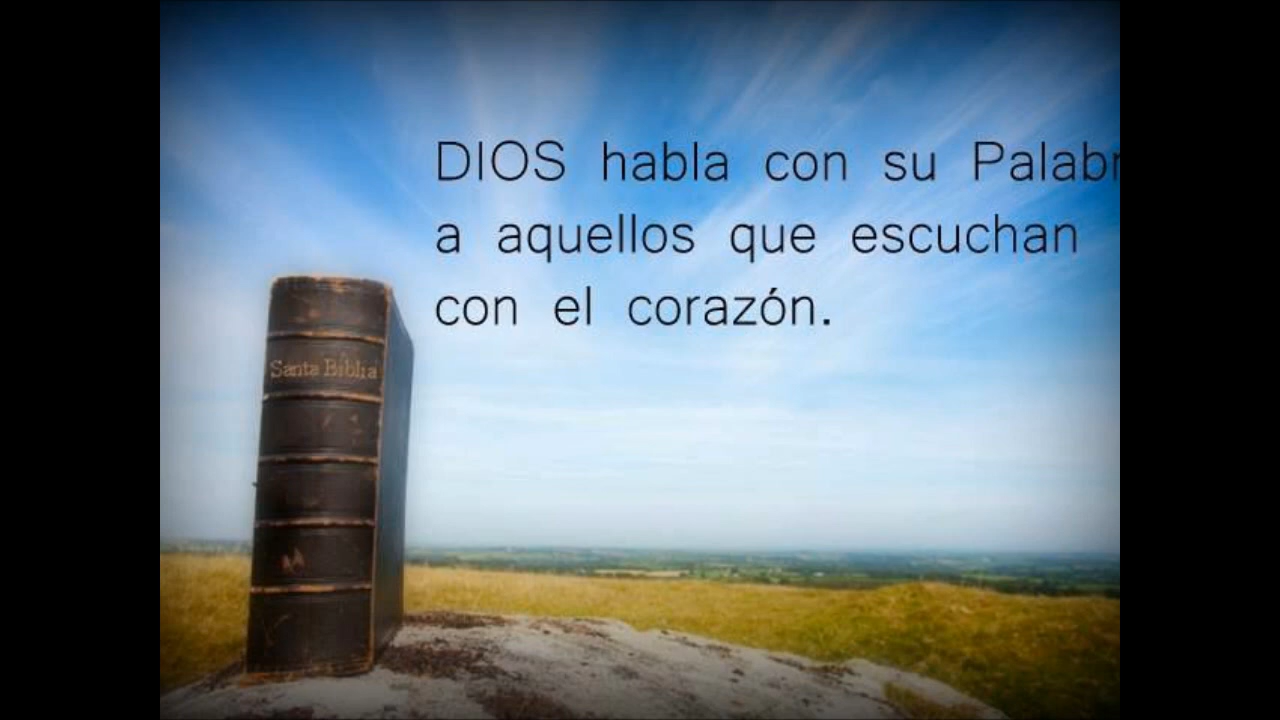 DIOS habla con su Palabr
a aquellos que escuchan
con el corazón.
Santa Biblia